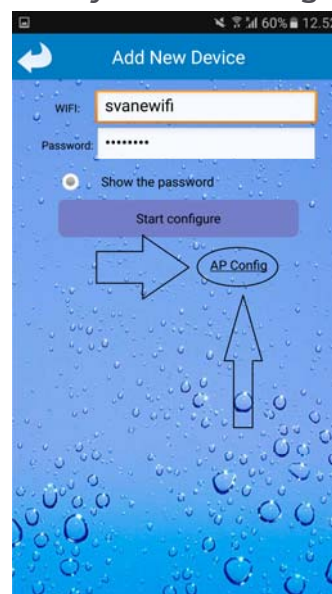 60% 12.52
Add New Device
WIFI: svanewifi
Password: ••••••••
Show the password
Start configure
AP Config